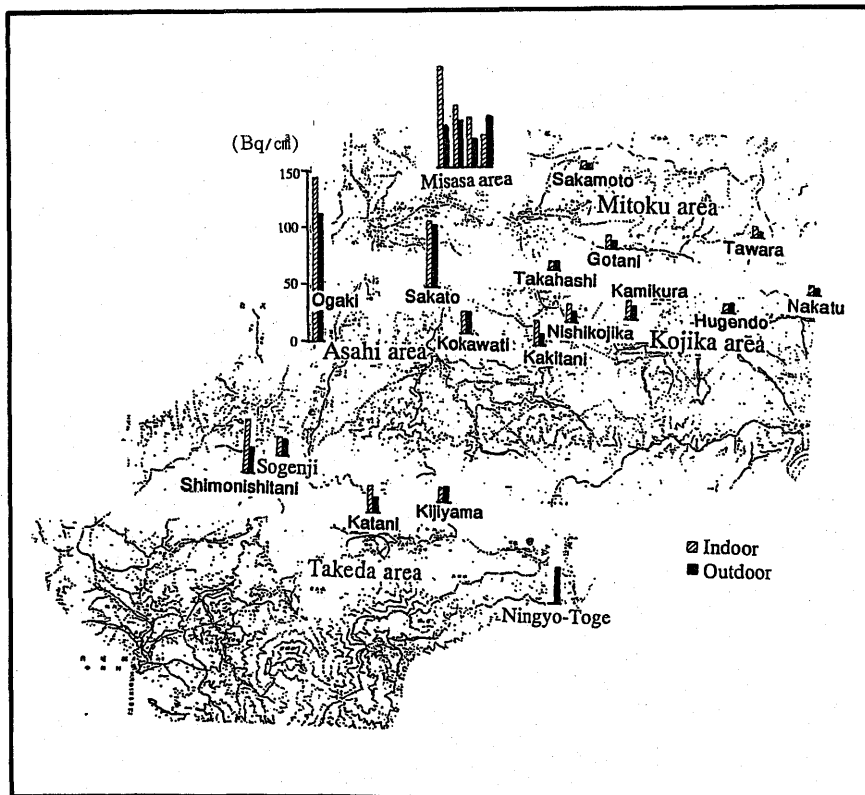 (Bq/cm³)
150
100
50
0
Misasa area
Sakamoto
Mitoku area
Tawara
Gotani
Takahashi
Kamikura
Nakatu
Hugendo
Nishikojika
Kojika area
Kakitani
Ogaki
Sakato
Kokawati
Asahi area
Sogenji
Shimonishitani
Katani
Kijiyama
Takeda area
Indoor
Outdoor
Ningyo-Toge